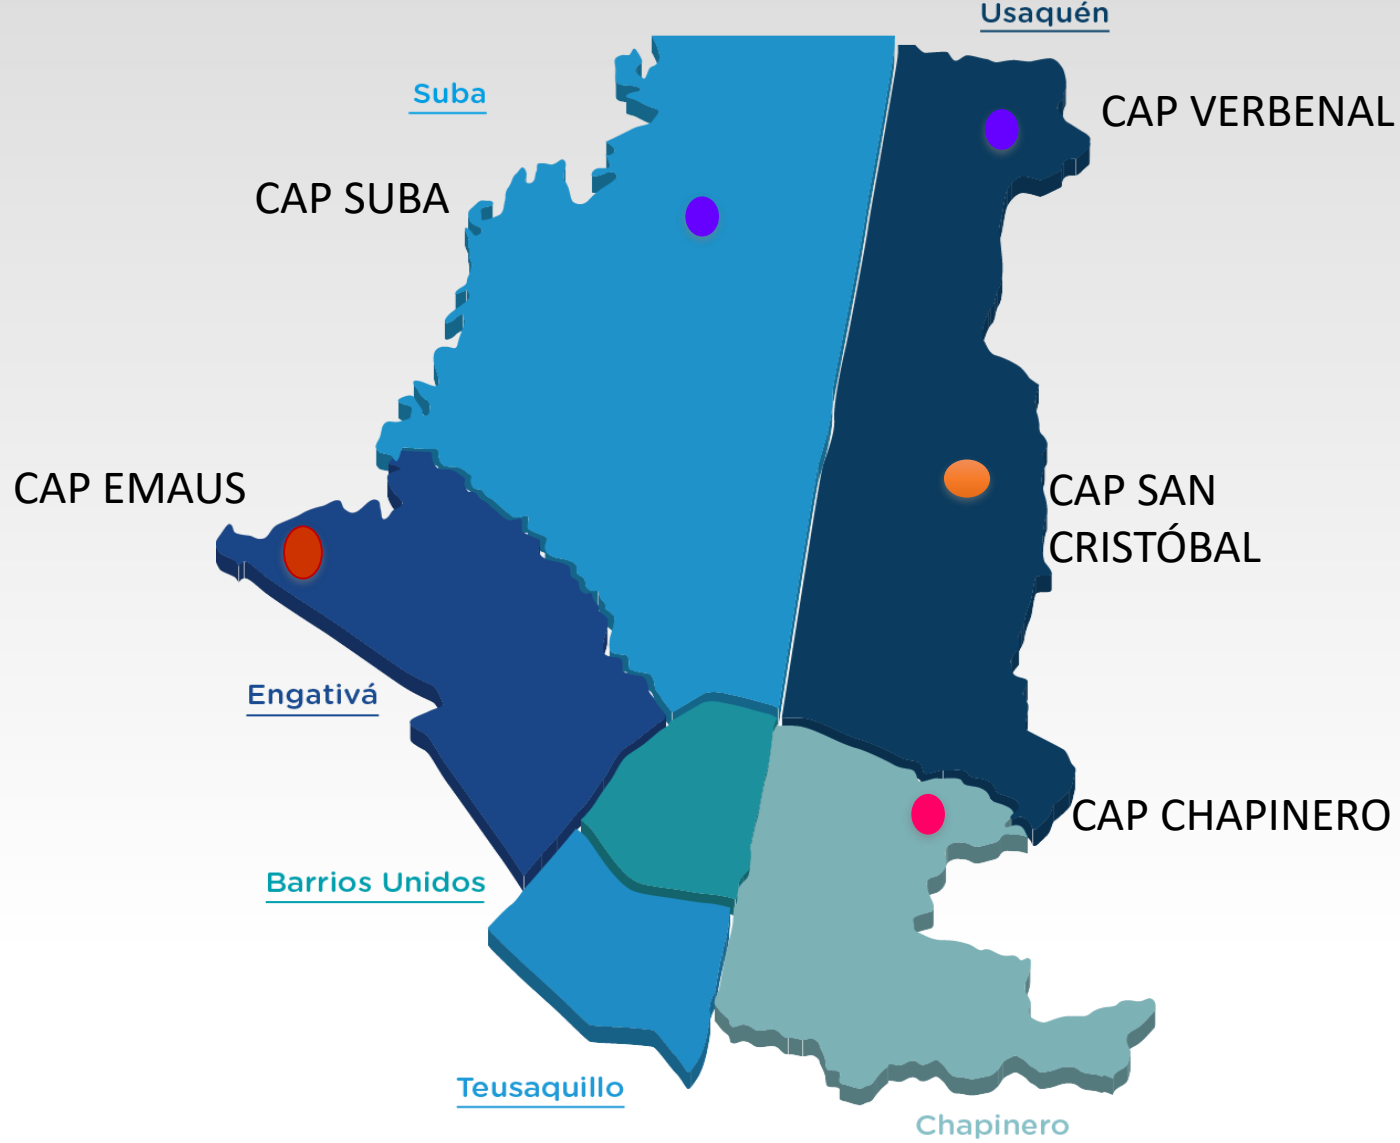 Usaquén
Suba
CAP VERBENAL
CAP SUBA
CAP EMAUS
CAP SAN
CRISTÓBAL
Engativá
CAP CHAPINERO
Barrios Unidos
Teusaquillo
Chapinero